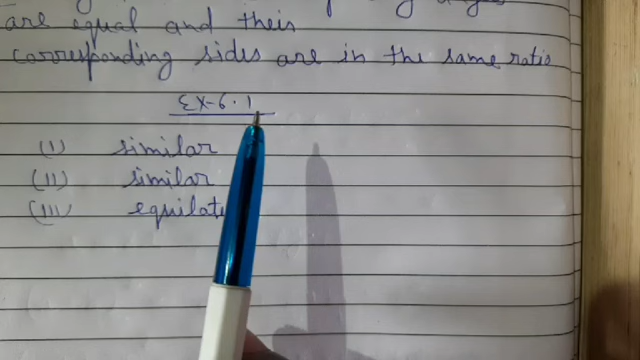 are equal and their
corresponding sides are in the same ratio
Ex-6.1
(I) similar
(II) similar
(III) equilat